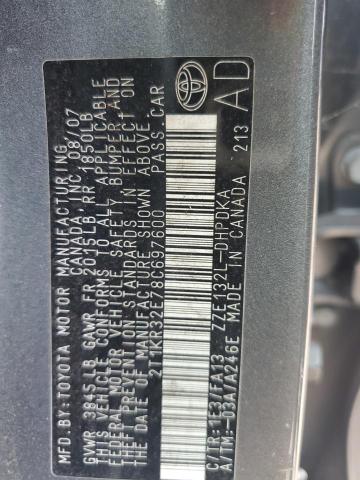 MFD.BY:TOYOTA MOTOR MANUFACTURING
CANADA, INC. 08/07
GVWR 3845LB GAWR FR 2015LB RR 1850LB
THIS VEHICLE CONFORMS TO ALL APPLICABLE
FEDERAL MOTOR VEHICLE SAFETY BUMPER, AND
THEFT PREVENTION STANDARDS IN EFFECT ON
THE DATE OF MANUFACTURE SHOWN ABOVE.
2T1KR32E78C697600 PASS. CAR
C/TR:1E3/FA13 ZZE132L-DHPDKA
A/TM:-03A/A246E MADE IN CANADA 213
AD